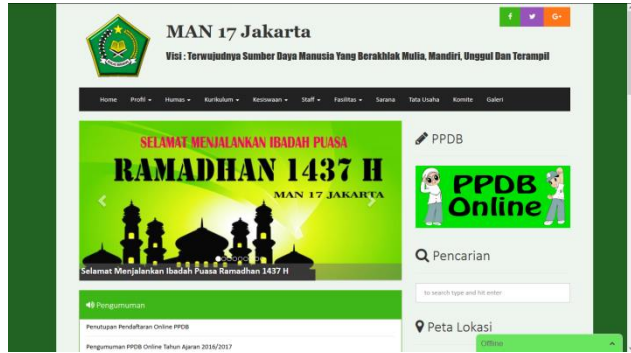 MAN 17 Jakarta
Visi : Terwujudnya Sumber Daya Manusia Yang Berakhlak Mulia, Mandiri, Unggul Dan Terampil
f G+
Home Profil Humas Kurikulum Kesiswaan Staff Fasilitas Sarana Tata Usaha Komite Galeri
SELAMAT MENJALANKAN IBADAH PUASA
RAMADHAN 1437 H
MAN 17 JAKARTA
Selamat Menjalankan Ibadah Puasa Ramadhan 1437 H
Pengumuman
Penutupan Pendaftaran Online PPDB
Pengumuman PPDB Online Tahun Ajaran 2016/2017
PPDB
PPDB
Online
Pencarian
to search type and hit enter
Peta Lokasi
Offline